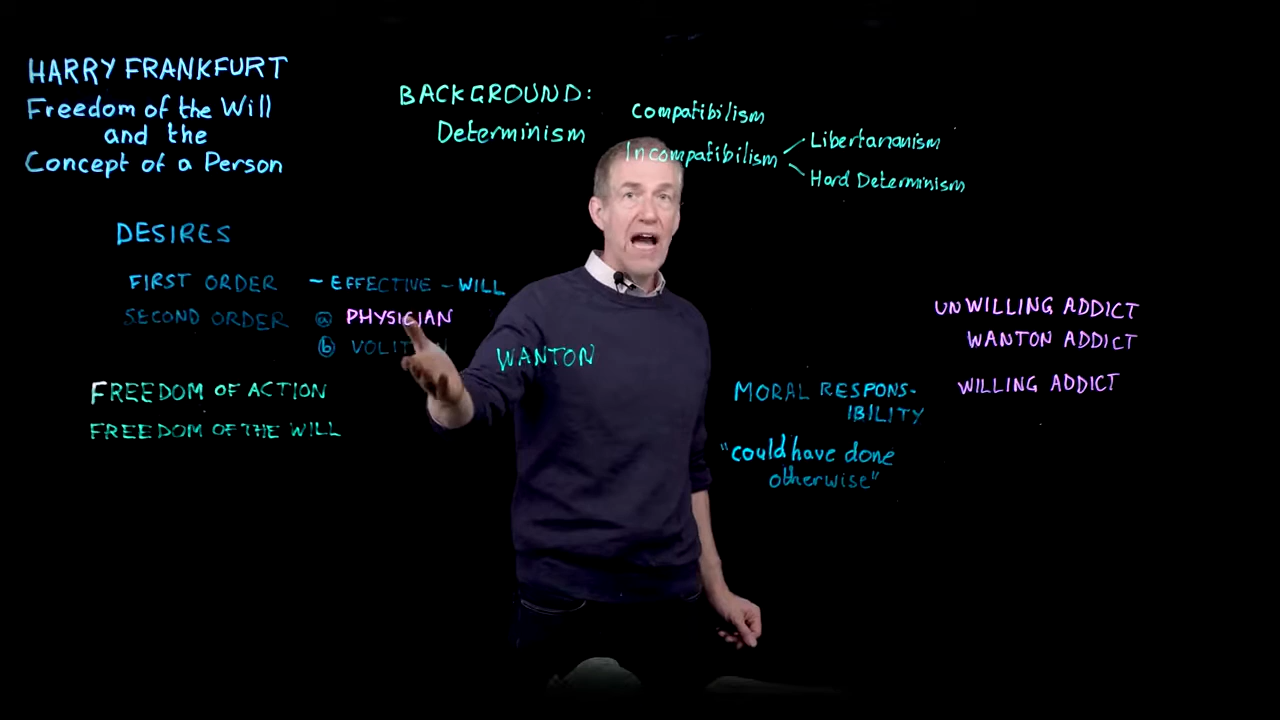 HARRY FRANKFURT
Freedom of the Will
and the
Concept of a Person
BACKGROUND:
Determinism
Compatibilism
Incompatibilism
Libertarianism
Hard Determinism
DESIRES
FIRST ORDER - EFFECTIVE - WILL
SECOND ORDER ⓐ PHYSICIAN
ⓑ VOLITION
WANTON
FREEDOM OF ACTION
FREEDOM OF THE WILL
MORAL RESPONS-
IBILITY
"could have done
otherwise"
UNWILLING ADDICT
WANTON ADDICT
WILLING ADDICT